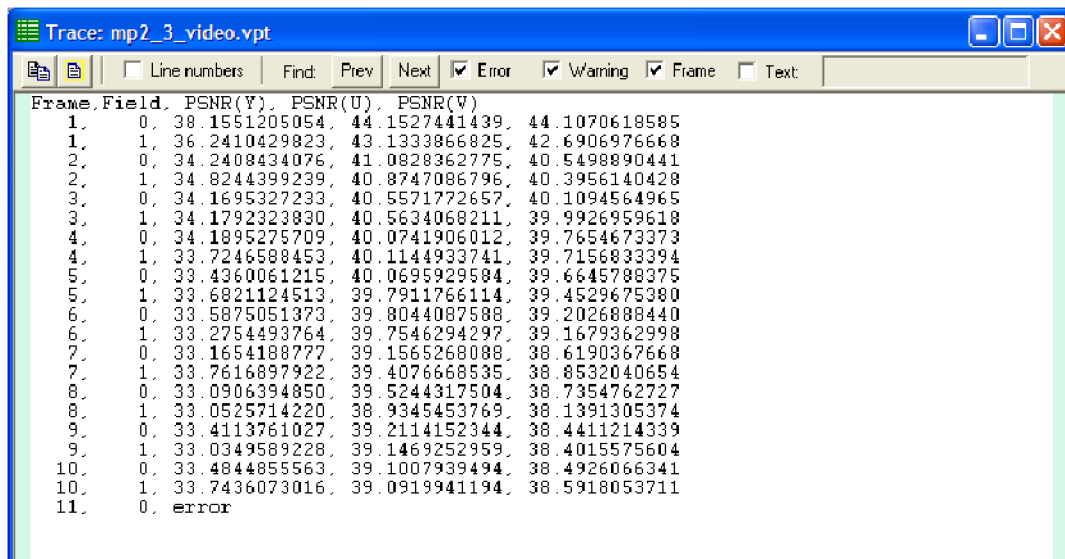 Trace: mp2_3_video.vpt
Line numbers Find: Prev Next Error Warning Frame Text:
Frame,Field, PSNR(Y), PSNR(U), PSNR(V)
1, 0, 38.1551205054, 44.1527441439, 44.1070618585
1, 1, 36.2410429823, 43.1333866825, 42.6906976668
2, 0, 34.2408434076, 41.0828362775, 40.5498890441
2, 1, 34.8244399239, 40.8747086796, 40.3956140428
3, 0, 34.1695327233, 40.5571772657, 40.1094564965
3, 1, 34.1792323830, 40.5634068211, 39.9926959618
4, 0, 34.1895275709, 40.0741906012, 39.7654673373
4, 1, 33.7246588453, 40.1144933741, 39.7156833394
5, 0, 33.4360061215, 40.0695929584, 39.6645788375
5, 1, 33.6821124513, 39.7911766114, 39.4529675380
6, 0, 33.5875051373, 39.8044087588, 39.2026888440
6, 1, 33.2754493764, 39.7546294297, 39.1679362998
7, 0, 33.1654188777, 39.1565268088, 38.6190367668
7, 1, 33.7616897922, 39.4076668535, 38.8532040654
8, 0, 33.0906394850, 39.5244317504, 38.7354762727
8, 1, 33.0525714220, 38.9345453769, 38.1391305374
9, 0, 33.4113761027, 39.2114152344, 38.4411214339
9, 1, 33.0349589228, 39.1469252959, 38.4015575604
10, 0, 33.4844855563, 39.1007939494, 38.4926066341
10, 1, 33.7436073016, 39.0919941194, 38.5918053711
11, 0, error